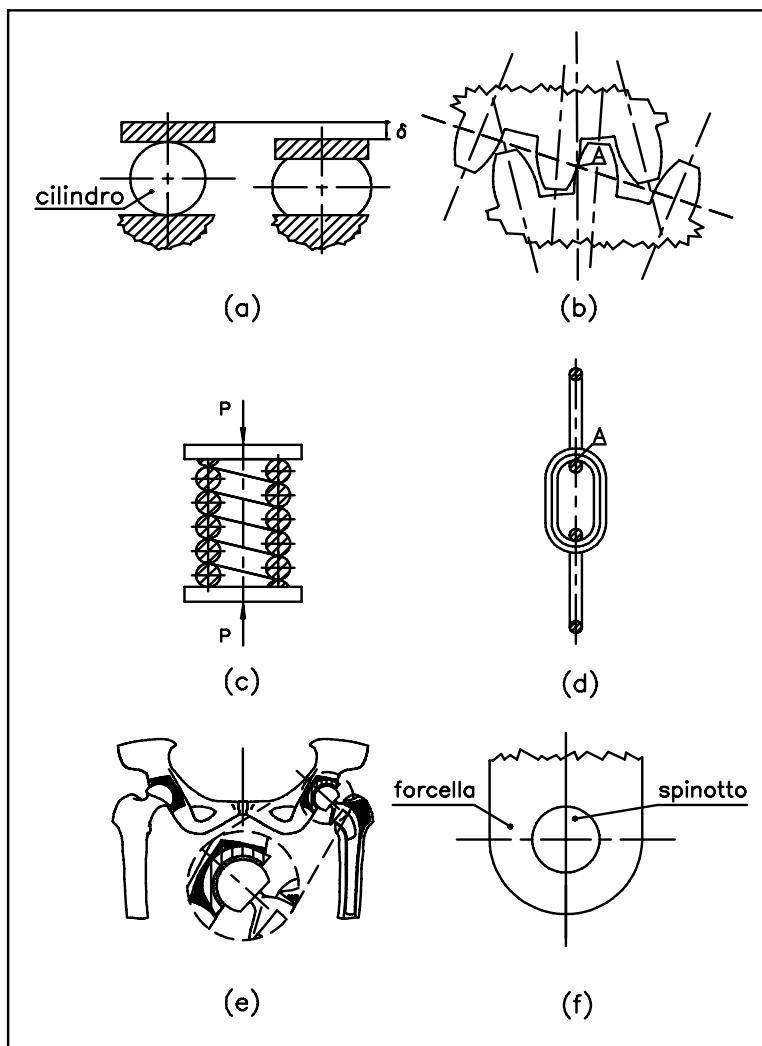 δ
cilindro
A
(a)
(b)
P
A
P
(c)
(d)
forcella
spinotto
(e)
(f)